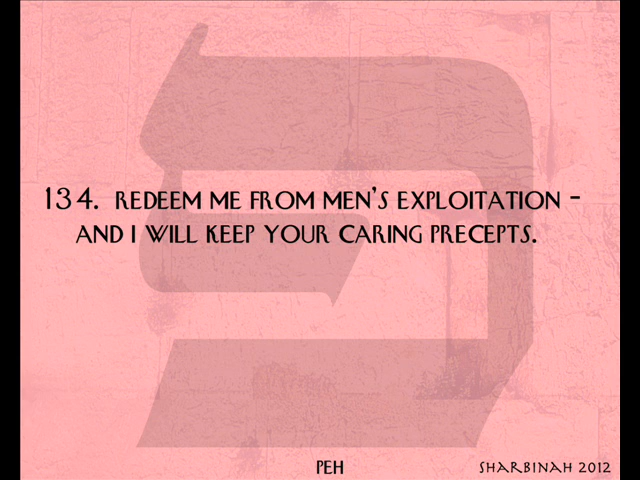 134. REDEEM ME FROM MEN'S EXPLOITATION -
AND I WILL KEEP YOUR CARING PRECEPTS.
פ
PEH
SHARBINAH 2012